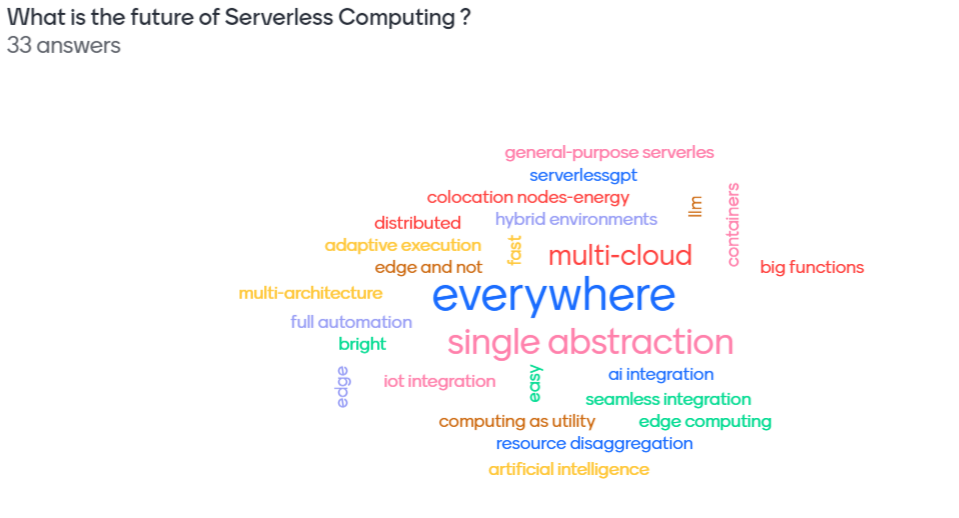 What is the future of Serverless Computing ?
33 answers
general-purpose serverles
serverlessgpt
colocation nodes-energy
llm
containers
distributed
hybrid environments
adaptive execution
fast
multi-cloud
edge and not
big functions
multi-architecture
everywhere
full automation
bright
single abstraction
edge
iot integration
easy
ai integration
seamless integration
computing as utility
edge computing
resource disaggregation
artificial intelligence